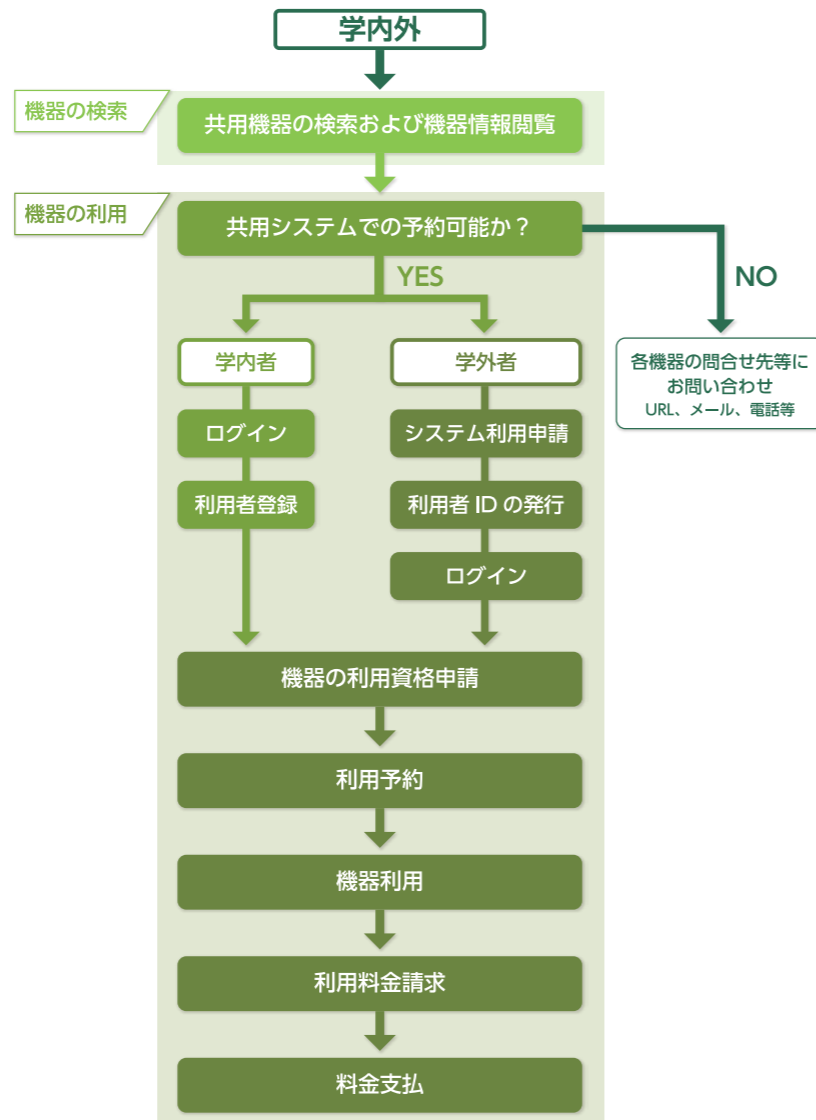 学内外
機器の検索
共用機器の検索および機器情報閲覧
機器の利用
共用システムでの予約可能か？
YES
NO
学内者
学外者
各機器の問合せ先等に
お問い合わせ
URL、メール、電話等
ログイン
システム利用申請
利用者登録
利用者 ID の発行
ログイン
機器の利用資格申請
利用予約
機器利用
利用料金請求
料金支払